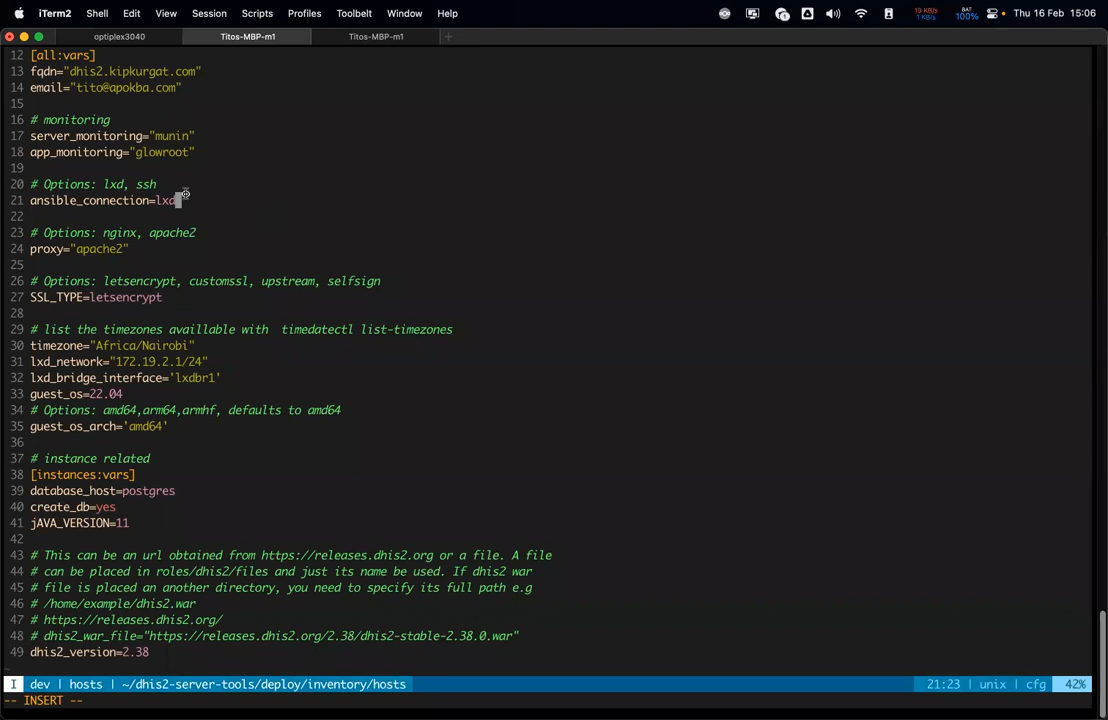 iTerm2 Shell Edit View Session Scripts Profiles Toolbelt Window Help 19 KB/s 1 KB/s BAT 100% Thu 16 Feb 15:06
optiplex3040 Titos-MBP-m1 Titos-MBP-m1 +
12 [all:vars]
13 fqdn="dhis2.kipkurgat.com"
14 email="tito@apokba.com"
15
16 # monitoring
17 server_monitoring="munin"
18 app_monitoring="glowroot"
19
20 # Options: lxd, ssh
21 ansible_connection=lxd
22
23 # Options: nginx, apache2
24 proxy="apache2"
25
26 # Options: letsencrypt, customssl, upstream, selfsign
27 SSL_TYPE=letsencrypt
28
29 # list the timezones availlable with  timedatectl list-timezones
30 timezone="Africa/Nairobi"
31 lxd_network="172.19.2.1/24"
32 lxd_bridge_interface='lxdbr1'
33 guest_os=22.04
34 # Options: amd64,arm64,armhf, defaults to amd64
35 guest_os_arch='amd64'
36
37 # instance related
38 [instances:vars]
39 database_host=postgres
40 create_db=yes
41 jAVA_VERSION=11
42
43 # This can be an url obtained from https://releases.dhis2.org or a file. A file
44 # can be placed in roles/dhis2/files and just its name be used. If dhis2 war
45 # file is placed an another directory, you need to specify its full path e.g
46 # /home/example/dhis2.war
47 # https://releases.dhis2.org/
48 # dhis2_war_file="https://releases.dhis2.org/2.38/dhis2-stable-2.38.0.war"
49 dhis2_version=2.38
~
I dev | hosts | ~/dhis2-server-tools/deploy/inventory/hosts 21:23 | unix | cfg 42%
-- INSERT --